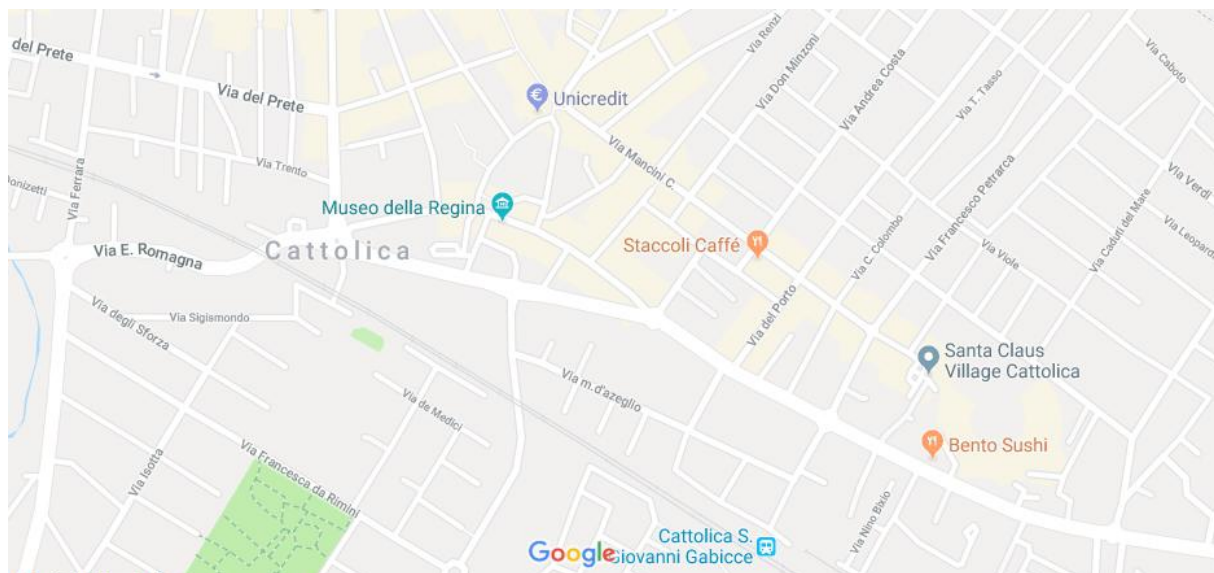 del Prete
Via del Prete
Unicredit
Via Renzi
Via Don Minzoni
Via Andrea Costa
Via T. Tasso
Via Caboto
Via Trento
Via Ferrara
Donizetti
Via Mancini C.
Via Verdi
Museo della Regina
Cattolica
Via E. Romagna
Staccoli Caffé
Via C. Colombo
Via Francesco Petrarca
Via Viole
Via Caduti del Mare
Via Leopardi
Via degli Sforza
Via Sigismondo
Via del Porto
Santa Claus
Village Cattolica
Via m.d'azeglio
Via de Medici
Bento Sushi
Via Isotta
Via Francesca da Rimini
Via Nino Bixio
Cattolica S.
Giovanni Gabicce
Google